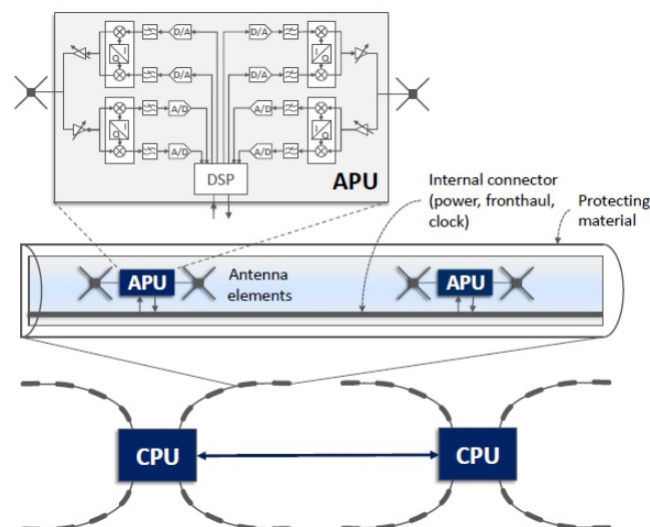 D/A
D/A
I
Q
I
Q
D/A
D/A
A/D
A/D
I
Q
I
Q
A/D
A/D
DSP
APU
Internal connector
(power, fronthaul,
clock)
Protecting
material
APU
Antenna
elements
APU
CPU
CPU